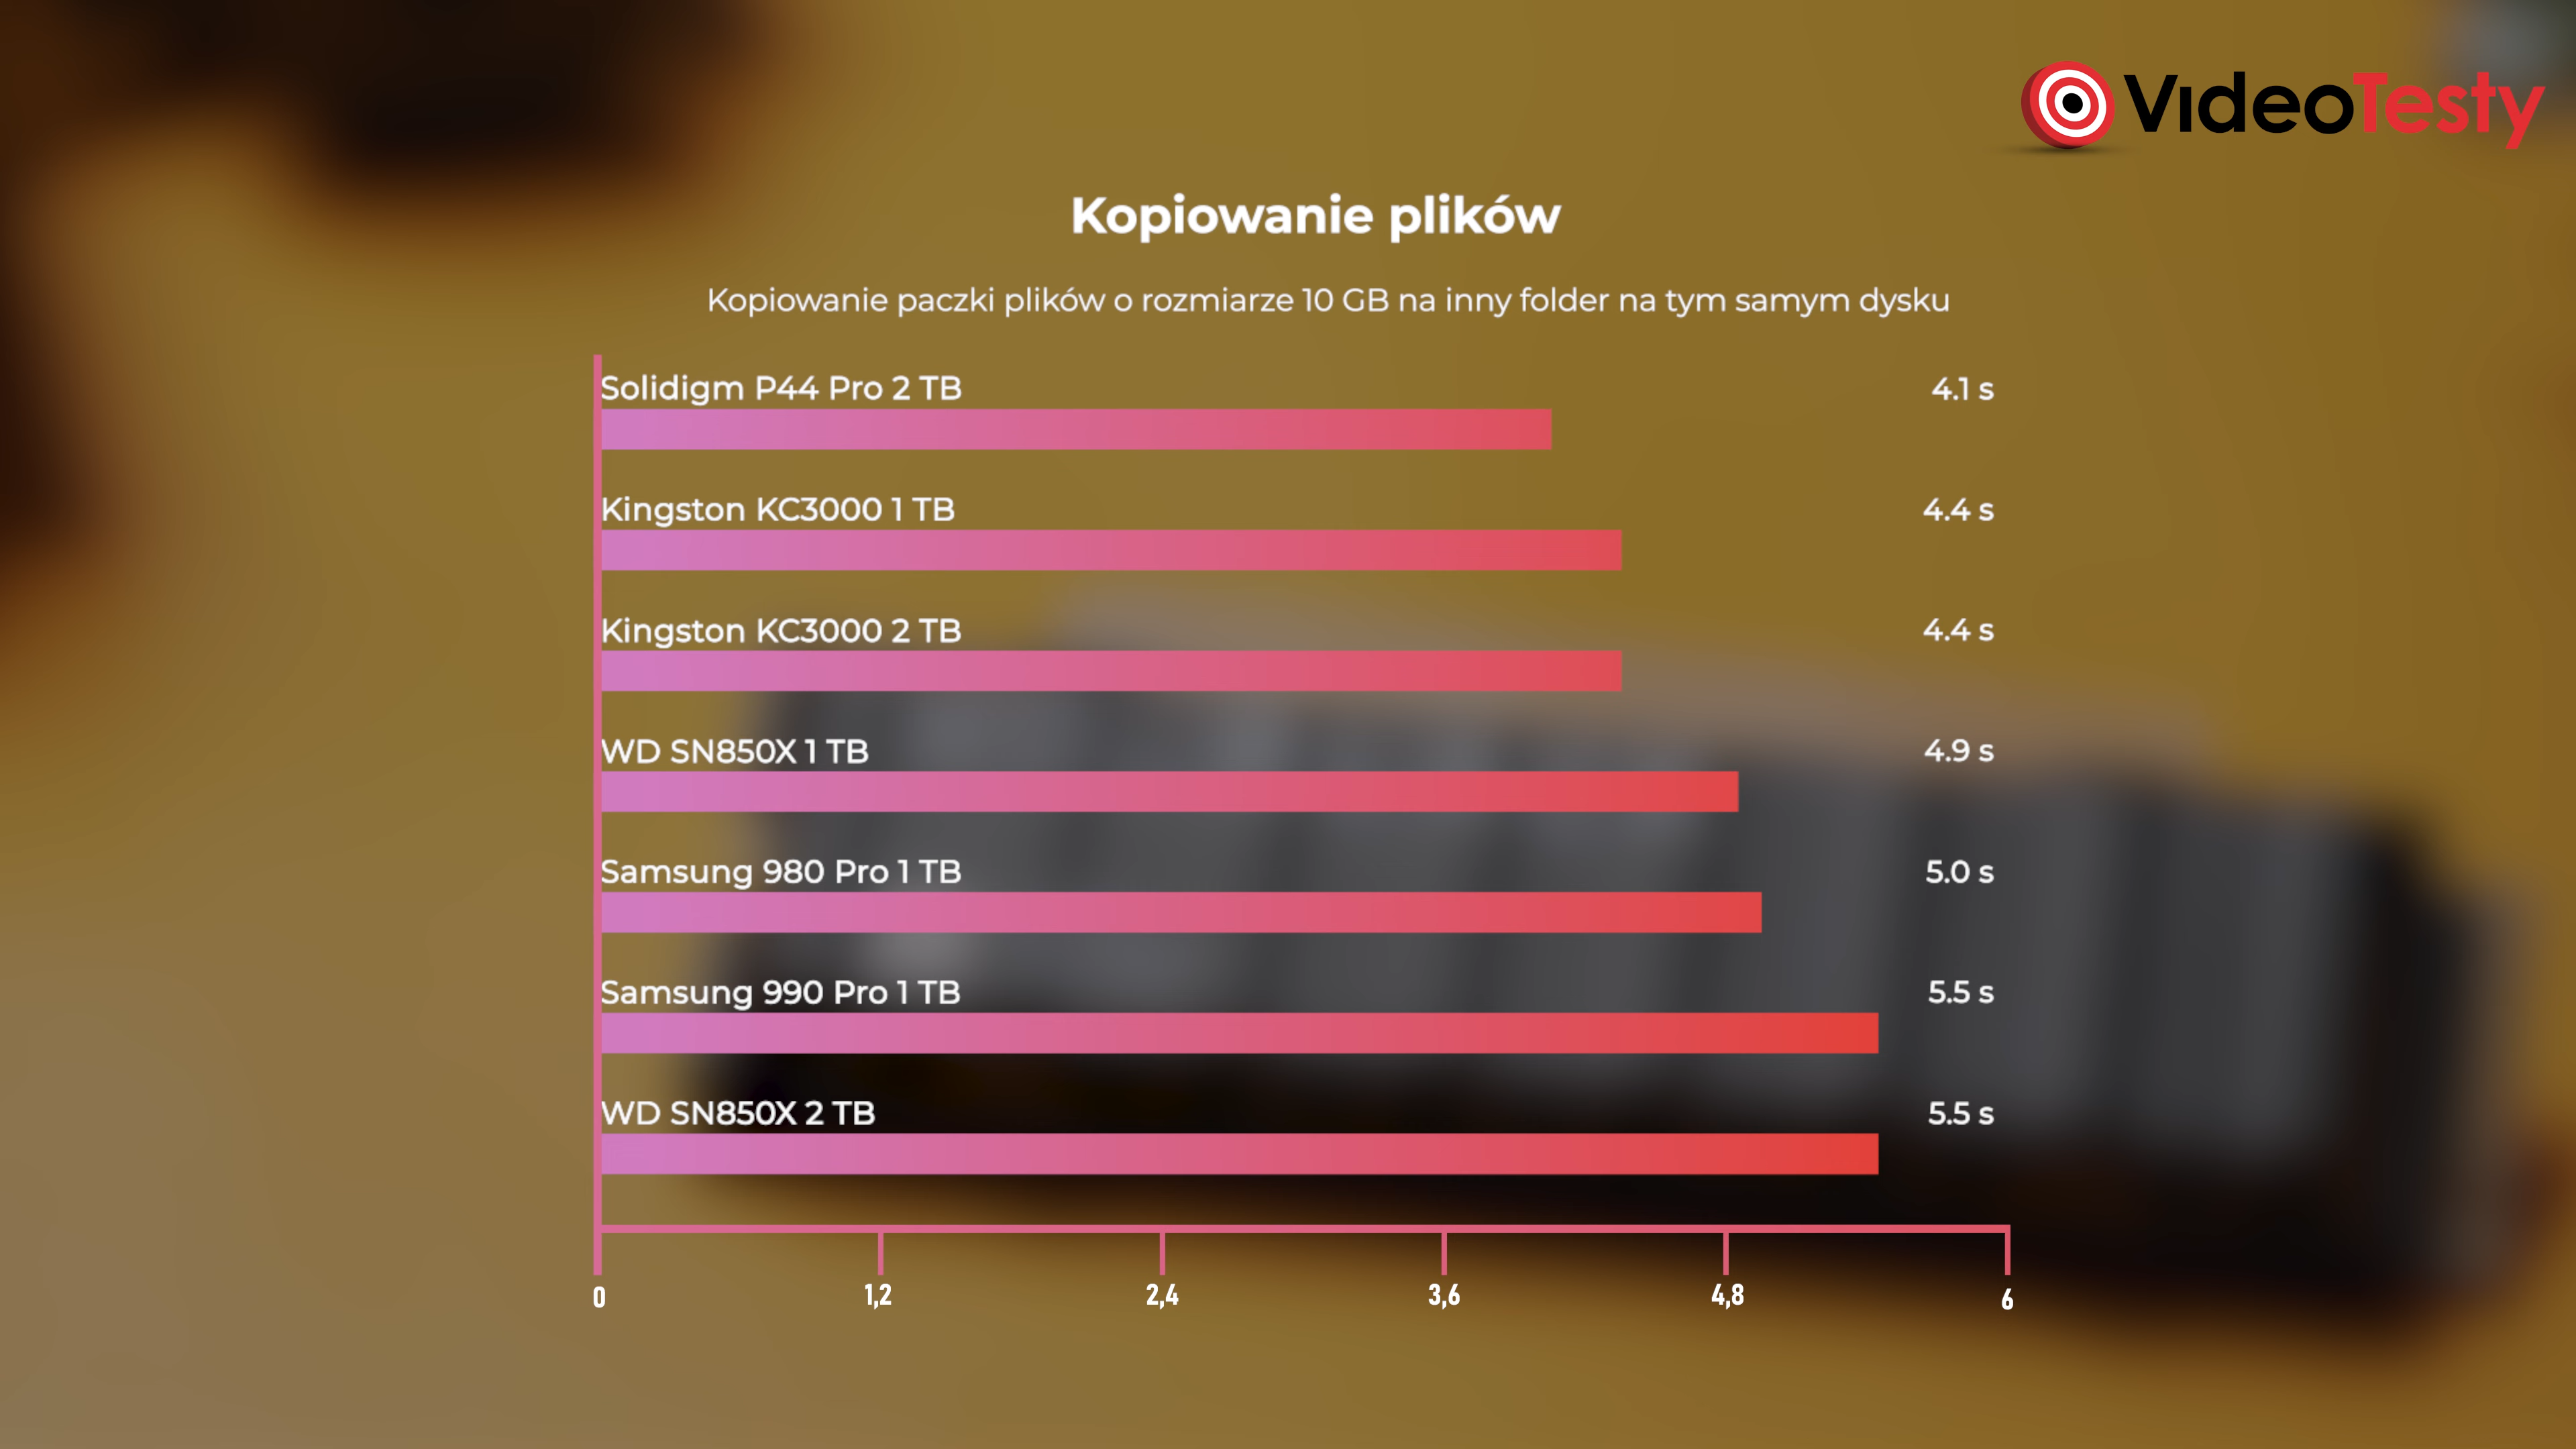 VideoTesty
Kopiowanie plików
Kopiowanie paczki plików o rozmiarze 10 GB na inny folder na tym samym dysku
Solidigm P44 Pro 2 TB 4.1 s
Kingston KC3000 1 TB 4.4 s
Kingston KC3000 2 TB 4.4 s
WD SN850X 1 TB 4.9 s
Samsung 980 Pro 1 TB 5.0 s
Samsung 990 Pro 1 TB 5.5 s
WD SN850X 2 TB 5.5 s
0 1,2 2,4 3,6 4,8 6